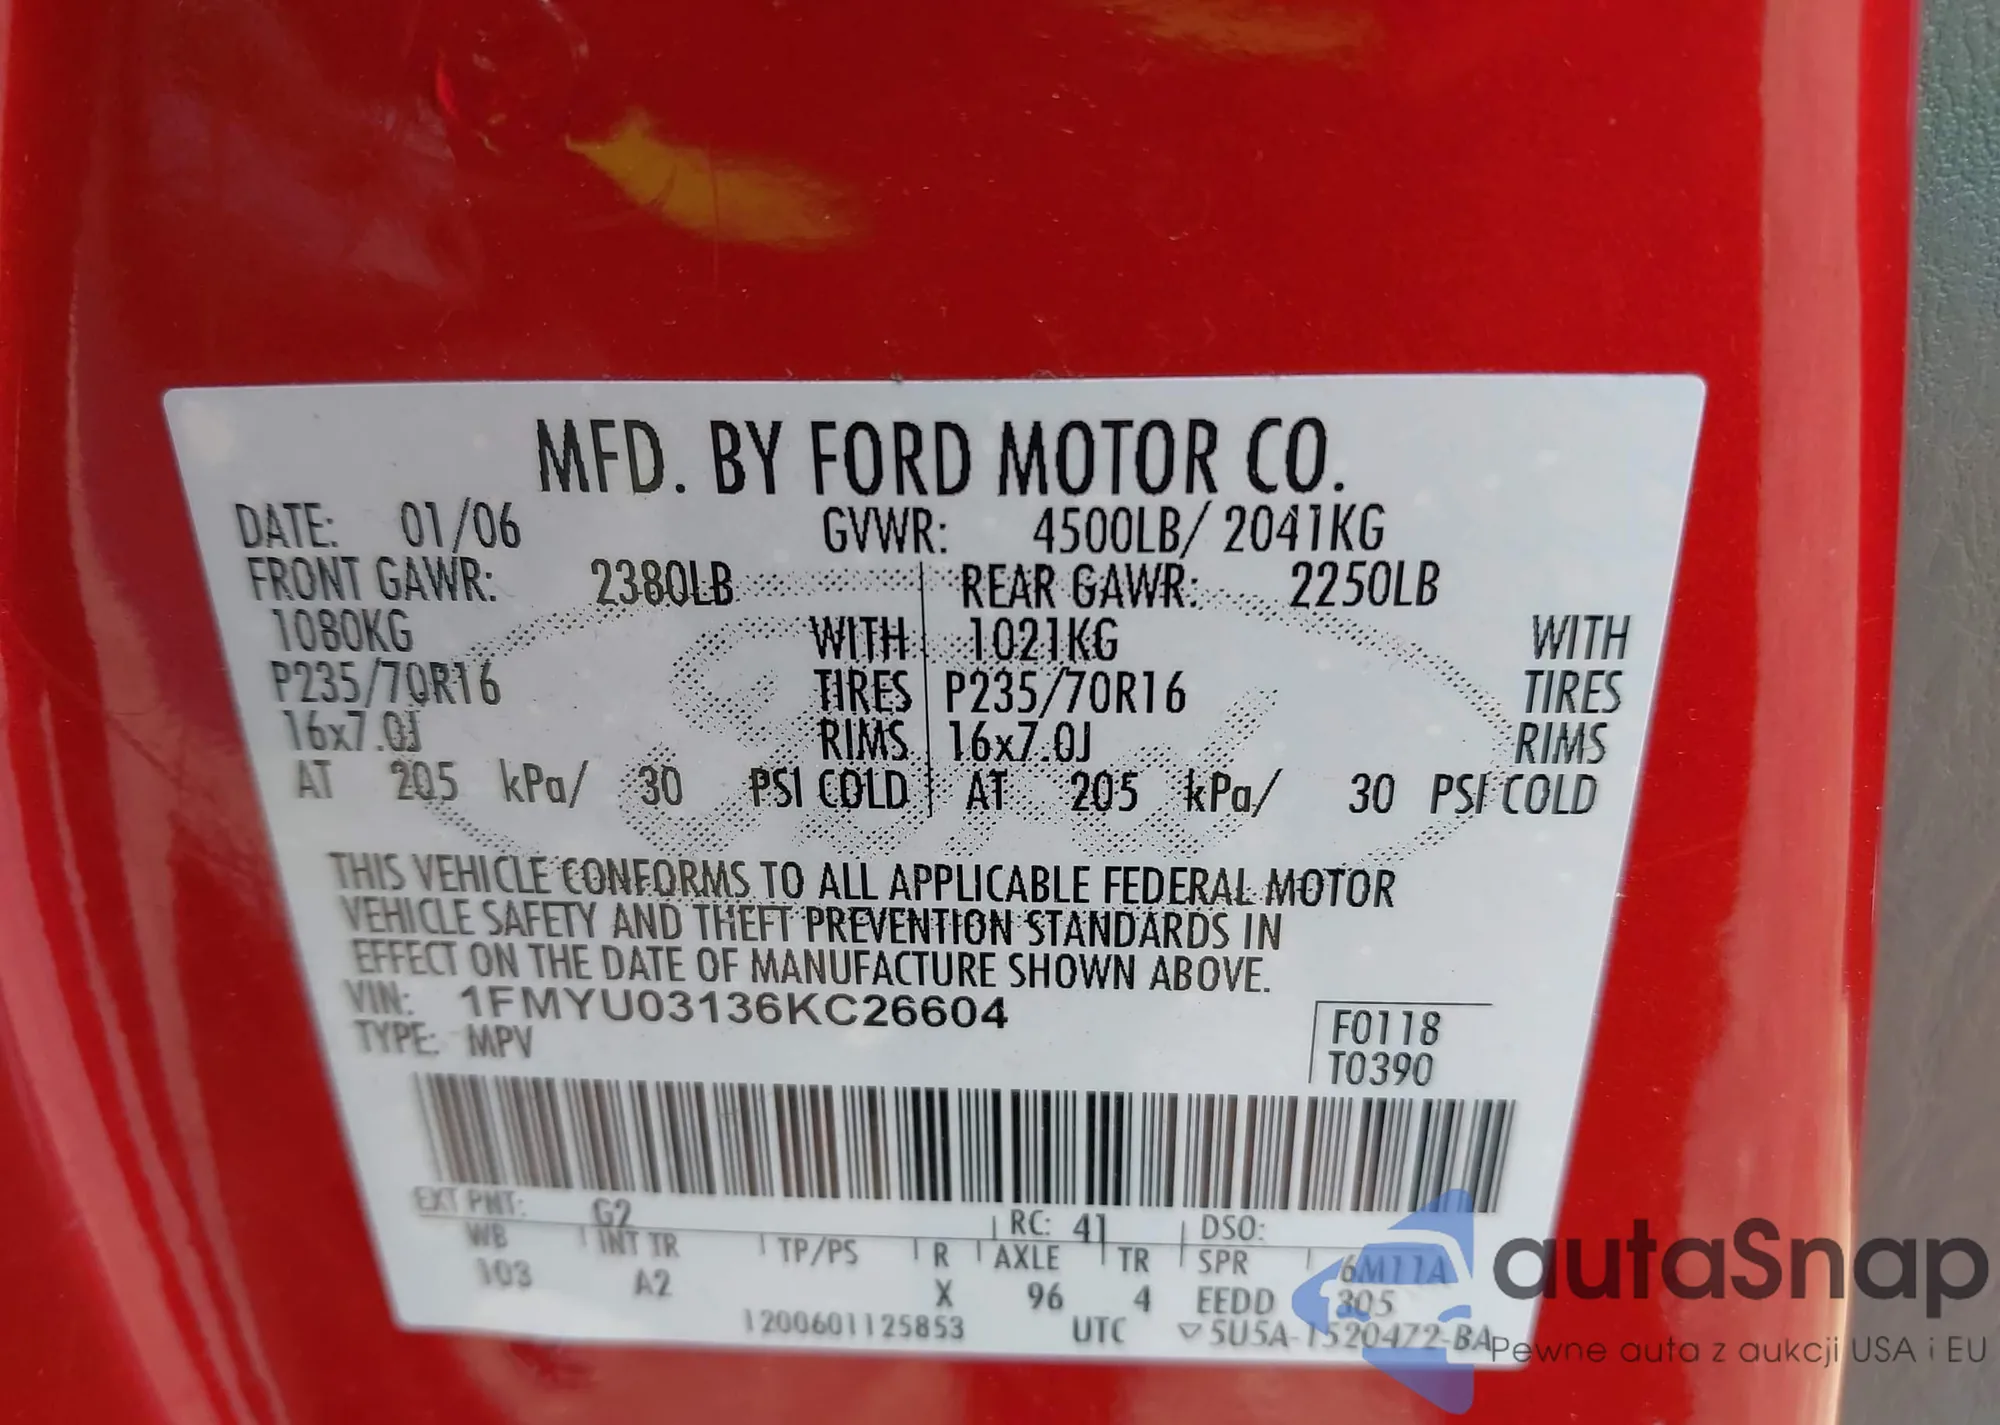 MFD. BY FORD MOTOR CO.
DATE: 01/06 GVWR: 4500LB/ 2041KG
FRONT GAWR: 2380LB REAR GAWR: 2250LB
1080KG WITH 1021KG WITH
P235/70R16 TIRES P235/70R16 TIRES
16x7.0J RIMS 16x7.0J RIMS
AT 205 kPa/ 30 PSI COLD AT 205 kPa/ 30 PSI COLD
THIS VEHICLE CONFORMS TO ALL APPLICABLE FEDERAL MOTOR
VEHICLE SAFETY AND THEFT PREVENTION STANDARDS IN
EFFECT ON THE DATE OF MANUFACTURE SHOWN ABOVE.
VIN: 1FMYU03136KC26604
TYPE: MPV
F0118
T0390
EXT PNT: G2 RC: 41 DSO:
WB INT TR TP/PS R AXLE TR SPR 6M11A
103 A2 X 96 4 EEDD 305
1200601125853 UTC ▽5U5A-1520472-BA
autaSnap
Pewne auta z aukcji USA i EU